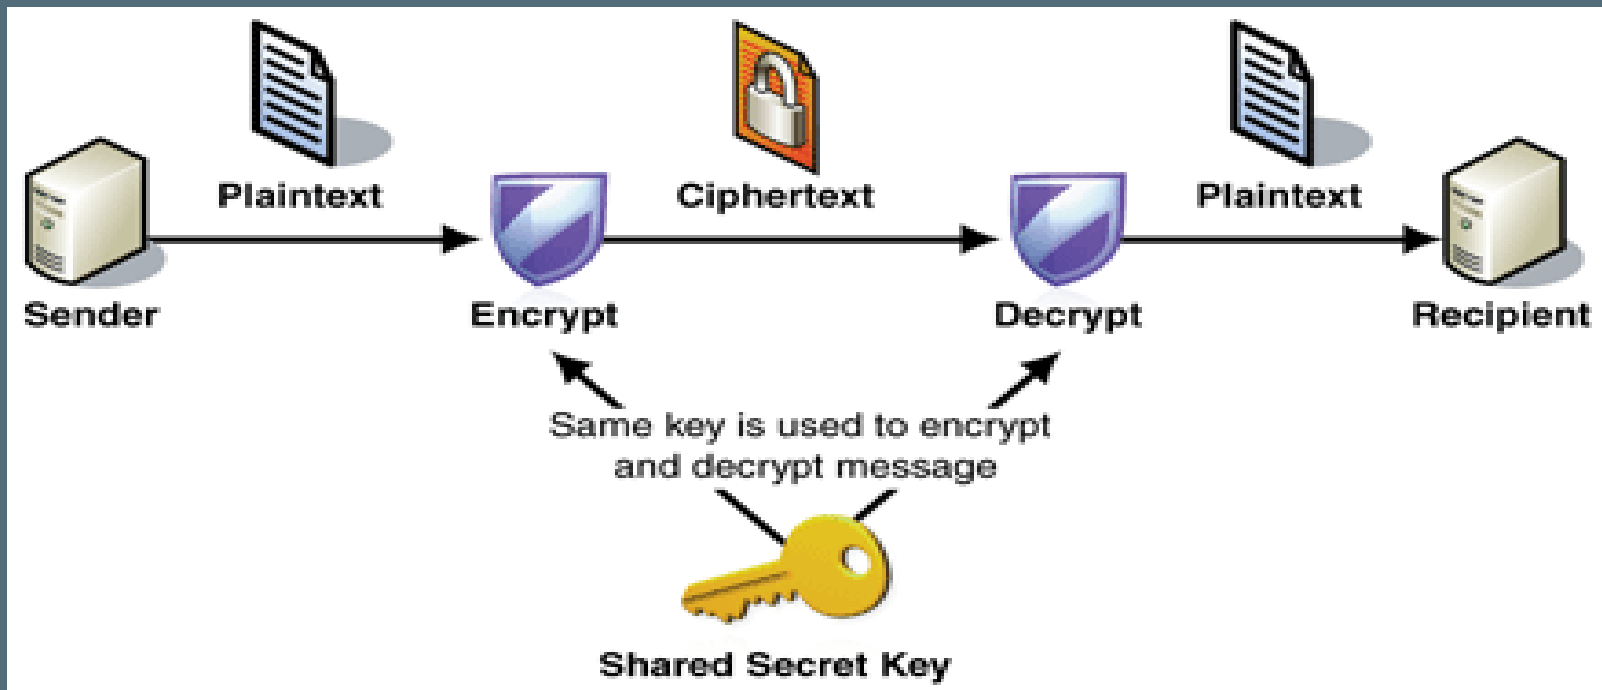 Plaintext
Ciphertext
Plaintext
Sender
Encrypt
Decrypt
Recipient
Same key is used to encrypt
and decrypt message
Shared Secret Key